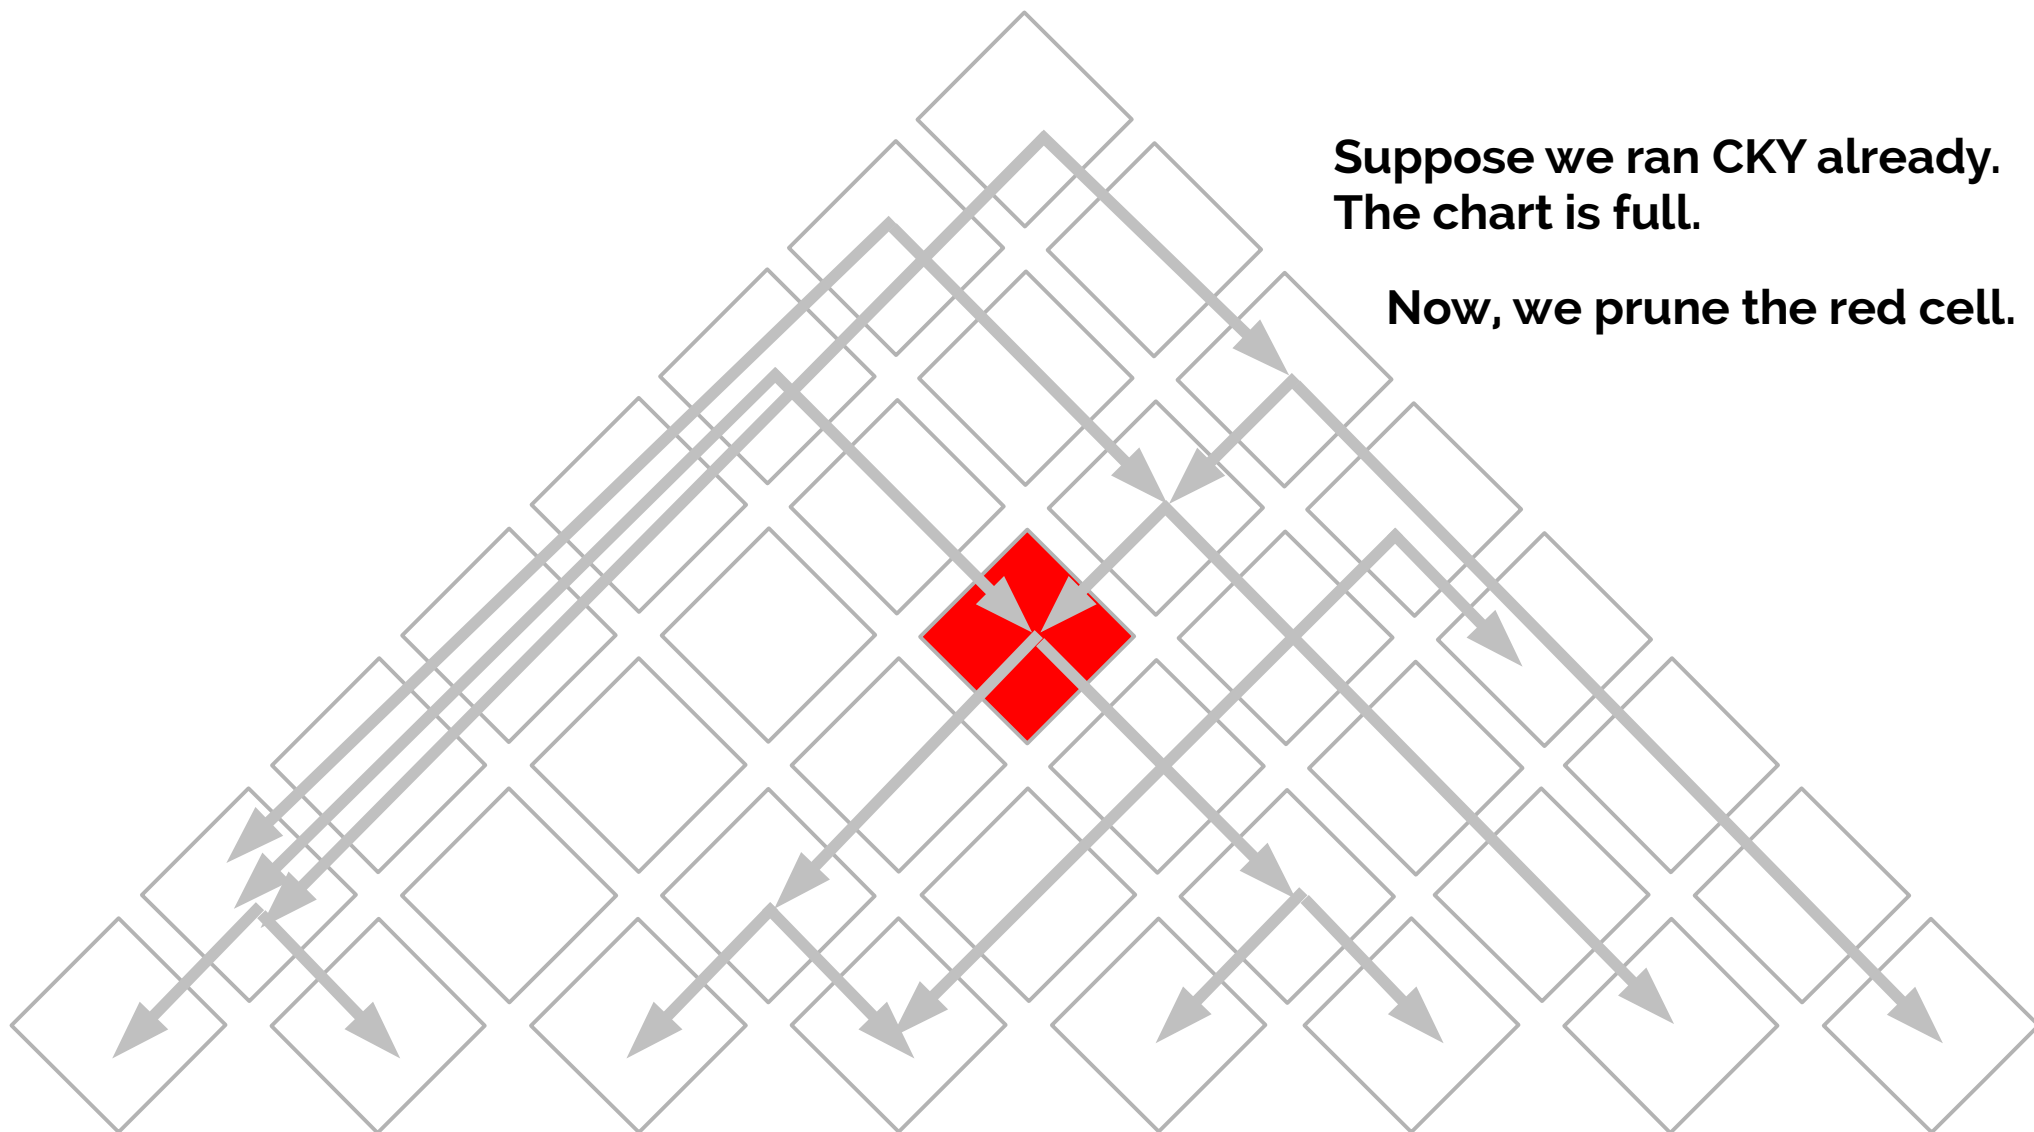 Suppose we ran CKY already.
The chart is full.
Now, we prune the red cell.